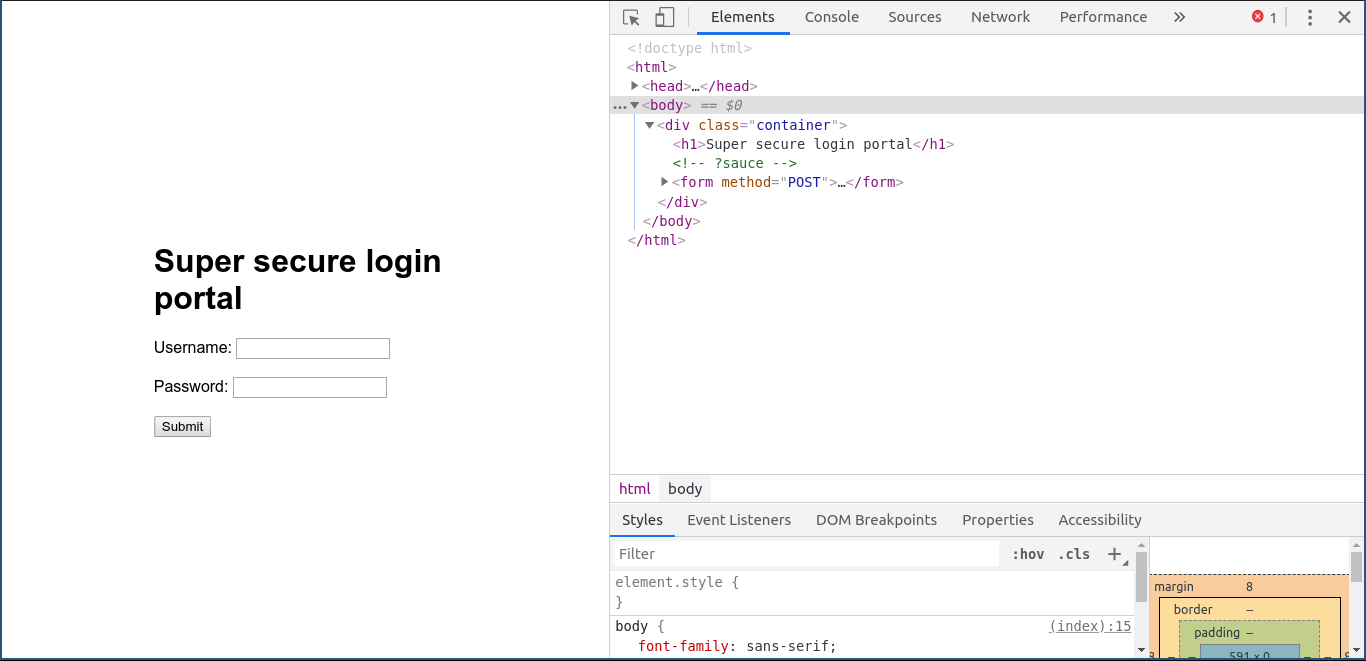 Super secure login
portal
Username:
Password:
Submit
Elements Console Sources Network Performance » 1
<!doctype html>
<html>
<head>…</head>
…<body> == $0
<div class="container">
<h1>Super secure login portal</h1>
<!-- ?sauce -->
<form method="POST">…</form>
</div>
</body>
</html>
html body
Styles Event Listeners DOM Breakpoints Properties Accessibility
Filter :hov .cls +
element.style {
}
body { (index):15
font-family: sans-serif;
margin 8
border –
padding –
8 – – 591 × 0 – –